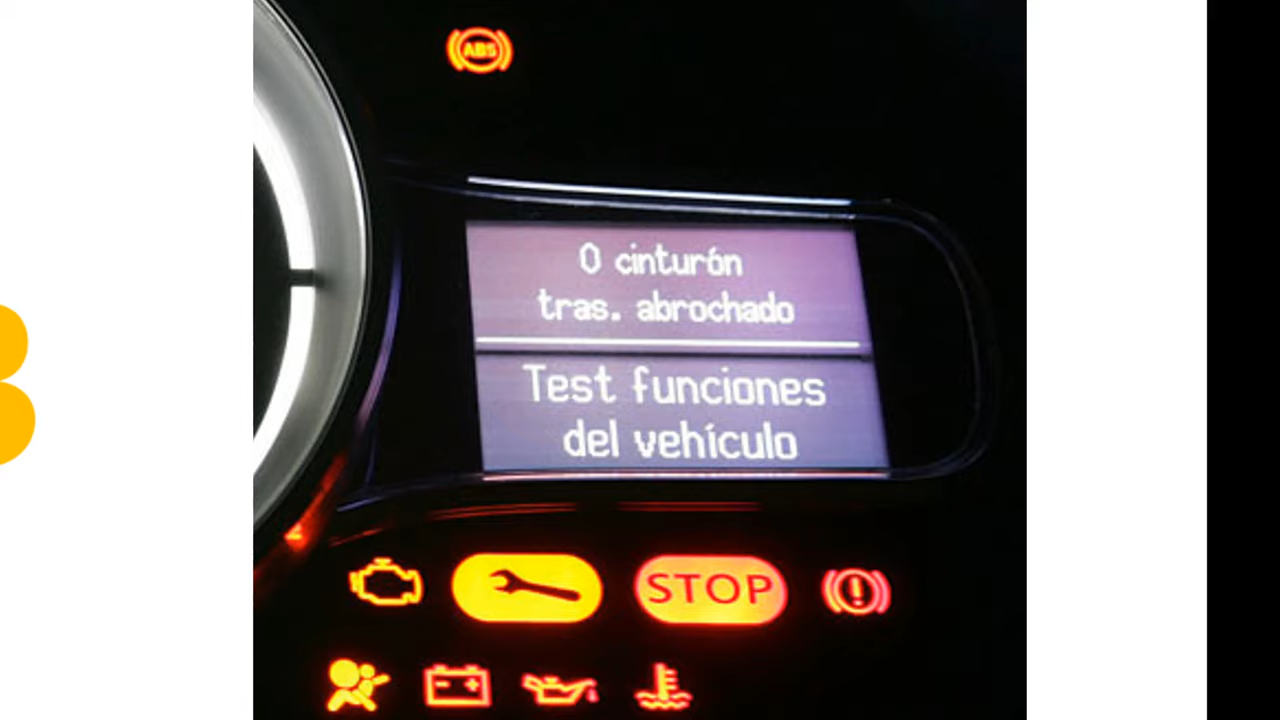 ABS
0 cinturón
tras. abrochado
Test funciones
del vehículo
STOP